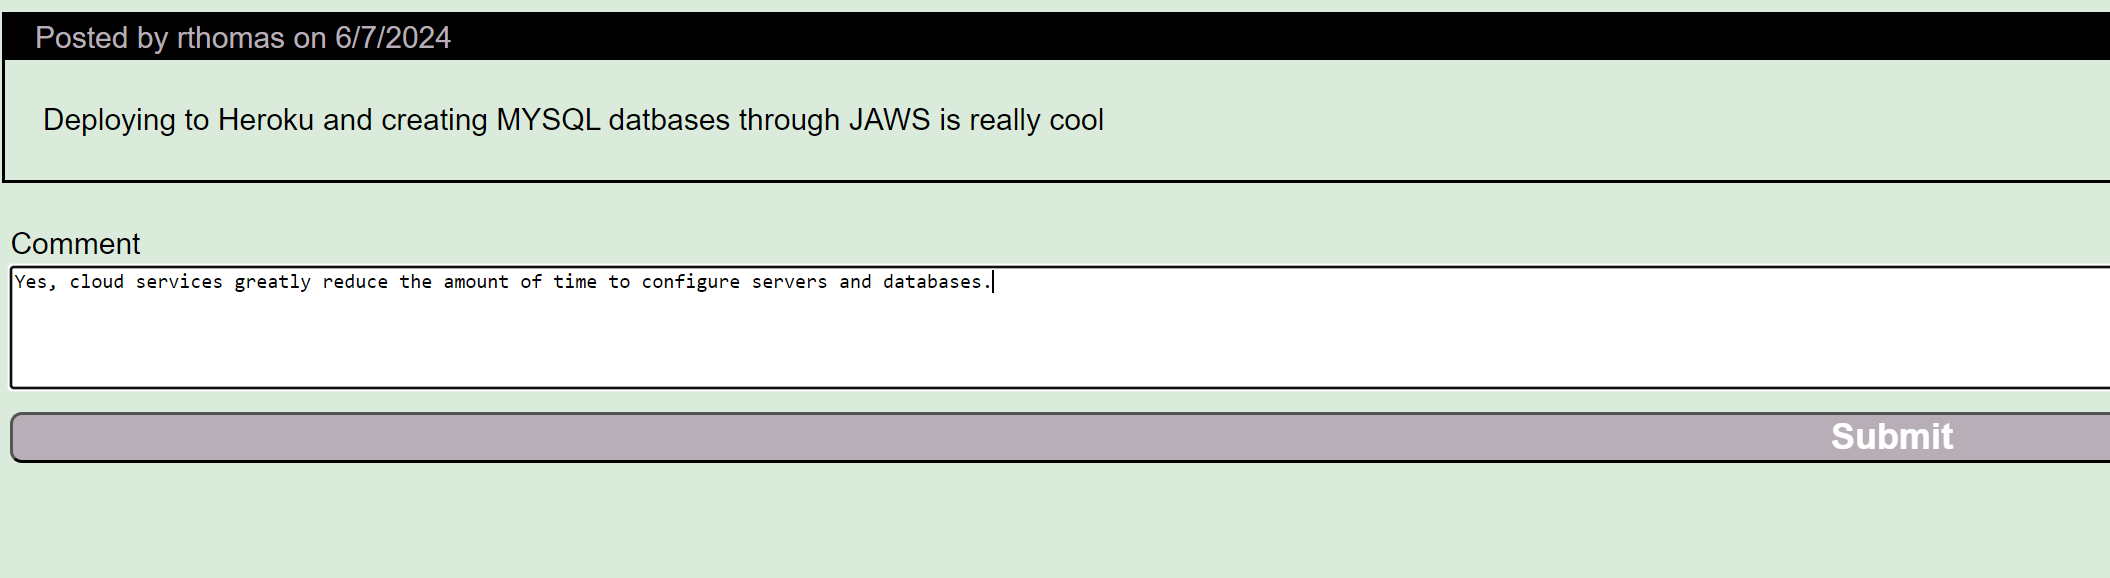 Posted by rthomas on 6/7/2024
Deploying to Heroku and creating MYSQL datbases through JAWS is really cool
Comment
Yes, cloud services greatly reduce the amount of time to configure servers and databases.
Submit